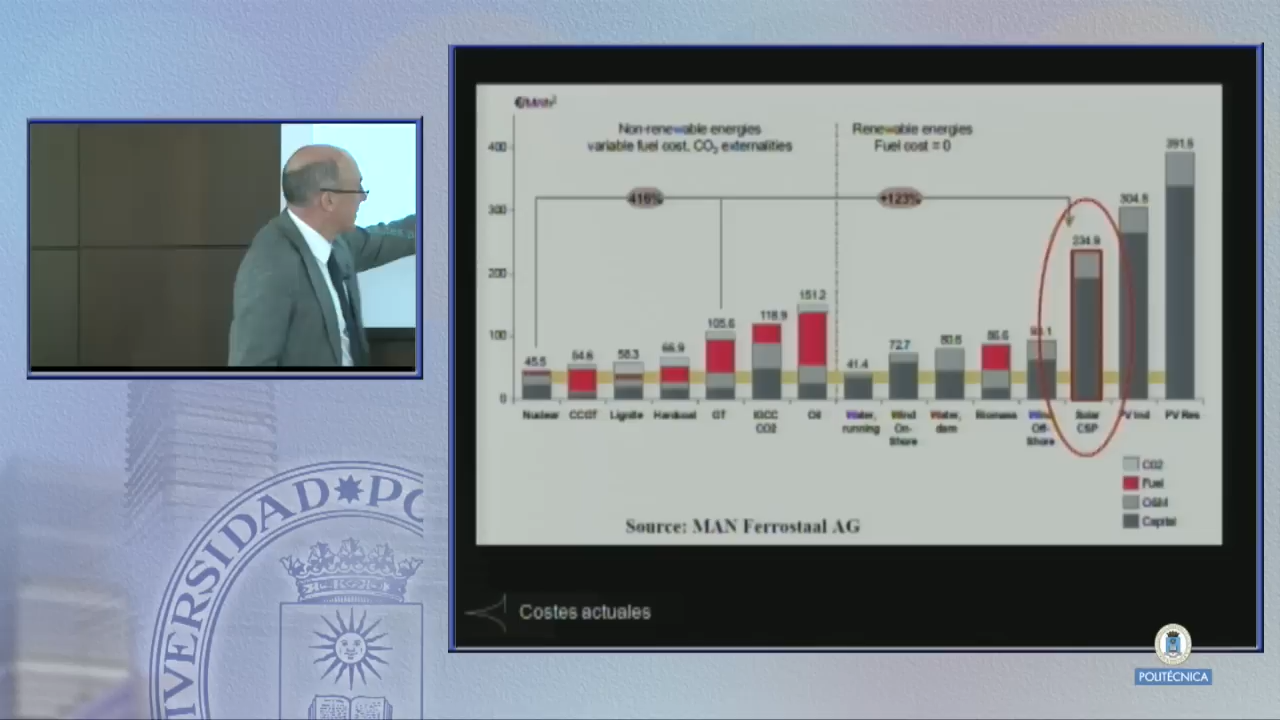 Non-renewable energies
variable fuel cost, CO₂ externalities
Renewable energies
Fuel cost = 0
400
300
200
100
0
416%
+123%
45.5
54.6
58.3
66.9
105.6
118.9
151.2
41.4
72.7
80.6
86.6
234.9
304.5
391.6
Nuclear
CCGT
Lignite
Hardcoal
GT
IGCC
CO2
Oil
Water,
running
Wind
On-
Shore
Water,
dam
Biomass
Wind
Off-
Shore
Solar
CSP
PV Ind
PV Res
CO2
Fuel
O&M
Capital
Source: MAN Ferrostaal AG
Costes actuales
POLITÉCNICA